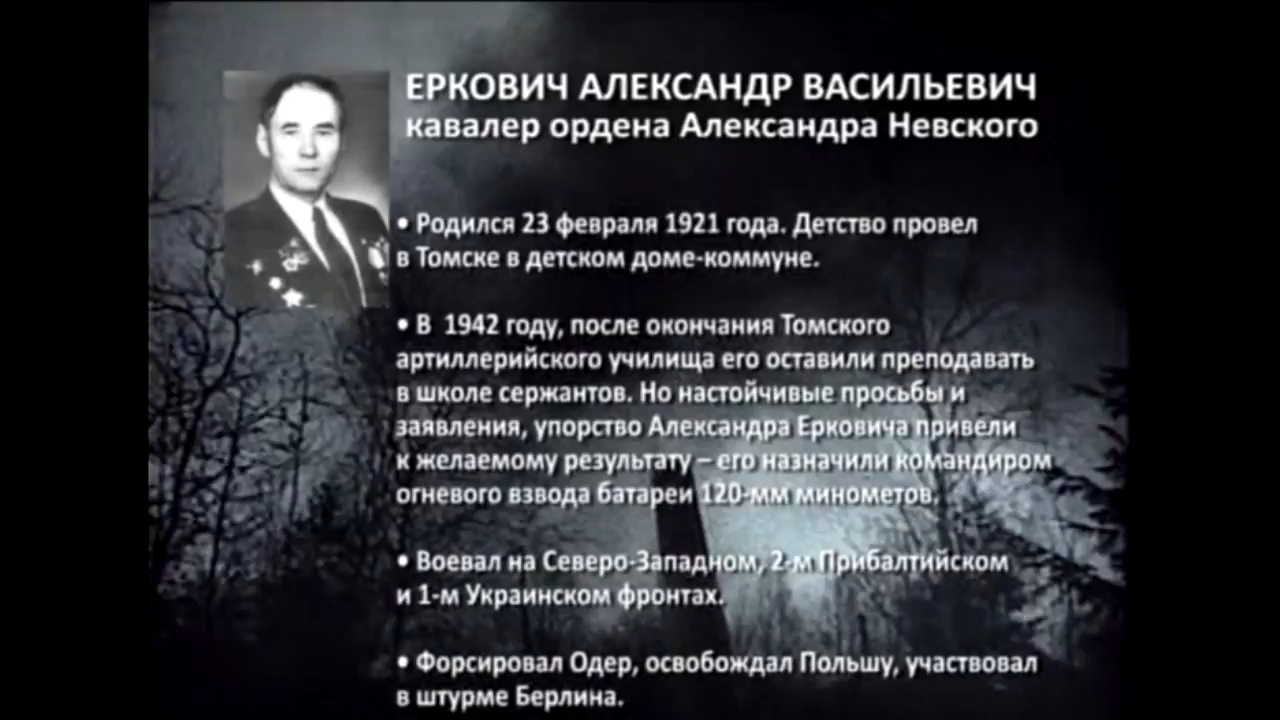 ЕРКОВИЧ АЛЕКСАНДР ВАСИЛЬЕВИЧ
кавалер ордена Александра Невского
• Родился 23 февраля 1921 года. Детство провел
в Томске в детском доме-коммуне.
• В 1942 году, после окончания Томского
артиллерийского училища его оставили преподавать
в школе сержантов. Но настойчивые просьбы и
заявления, упорство Александра Ерковича привели
к желаемому результату – его назначили командиром
огневого взвода батареи 120-мм минометов.
• Воевал на Северо-Западном, 2-м Прибалтийском
и 1-м Украинском фронтах.
• Форсировал Одер, освобождал Польшу, участвовал
в штурме Берлина.